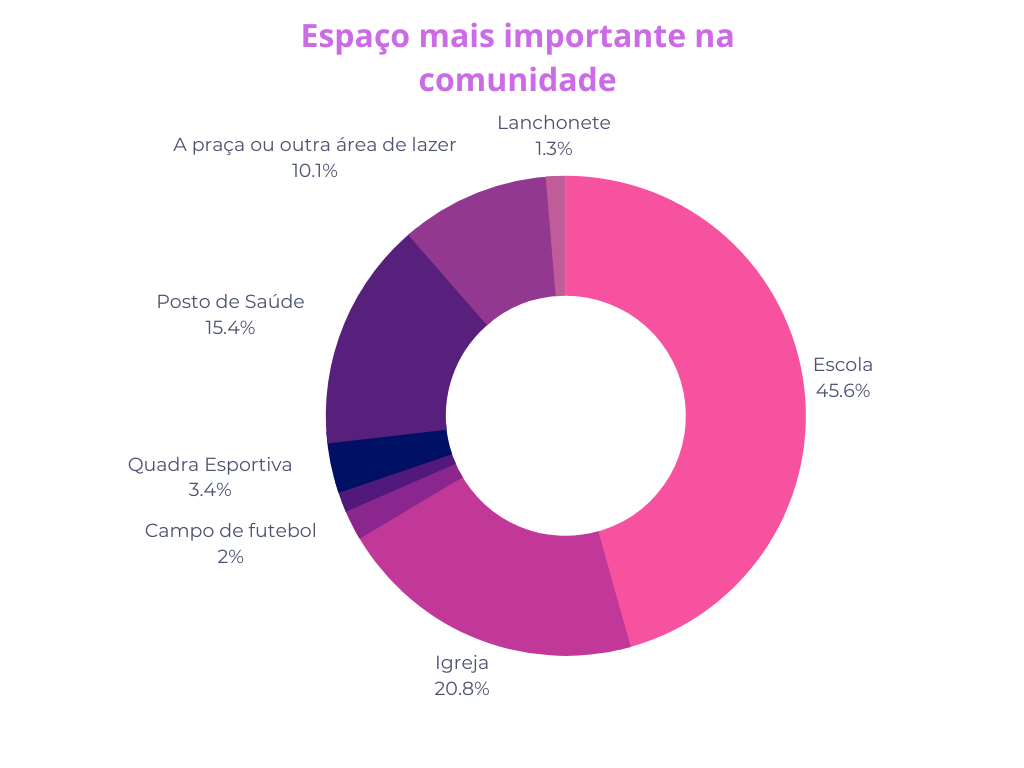 Espaço mais importante na
comunidade
Lanchonete
1.3%
A praça ou outra área de lazer
10.1%
Posto de Saúde
15.4%
Escola
45.6%
Quadra Esportiva
3.4%
Campo de futebol
2%
Igreja
20.8%